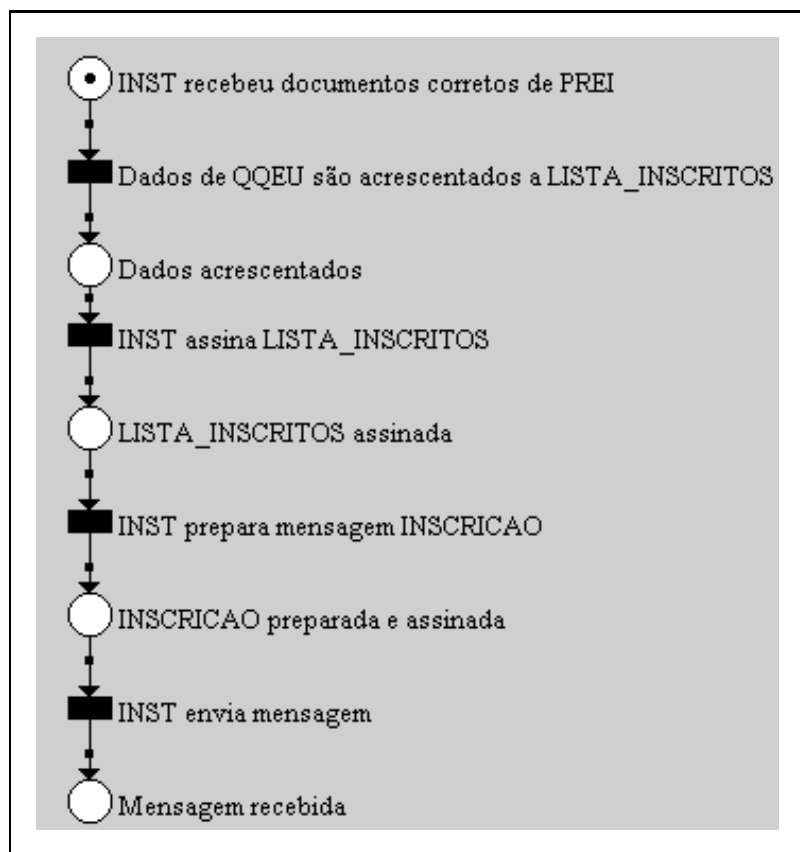 INST recebeu documentos corretos de PREI
Dados de QQEU são acrescentados a LISTA_INSCRITOS
Dados acrescentados
INST assina LISTA_INSCRITOS
LISTA_INSCRITOS assinada
INST prepara mensagem INSCRICAO
INSCRICAO preparada e assinada
INST envia mensagem
Mensagem recebida